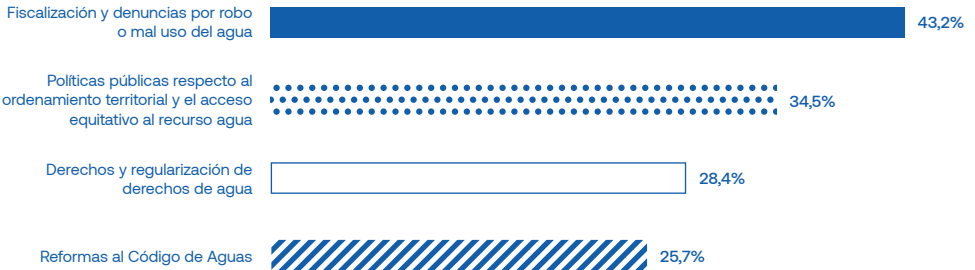 Fiscalización y denuncias por robo
o mal uso del agua
43,2%
Políticas públicas respecto al
ordenamiento territorial y el acceso
equitativo al recurso agua
34,5%
Derechos y regularización de
derechos de agua
28,4%
Reformas al Código de Aguas
25,7%